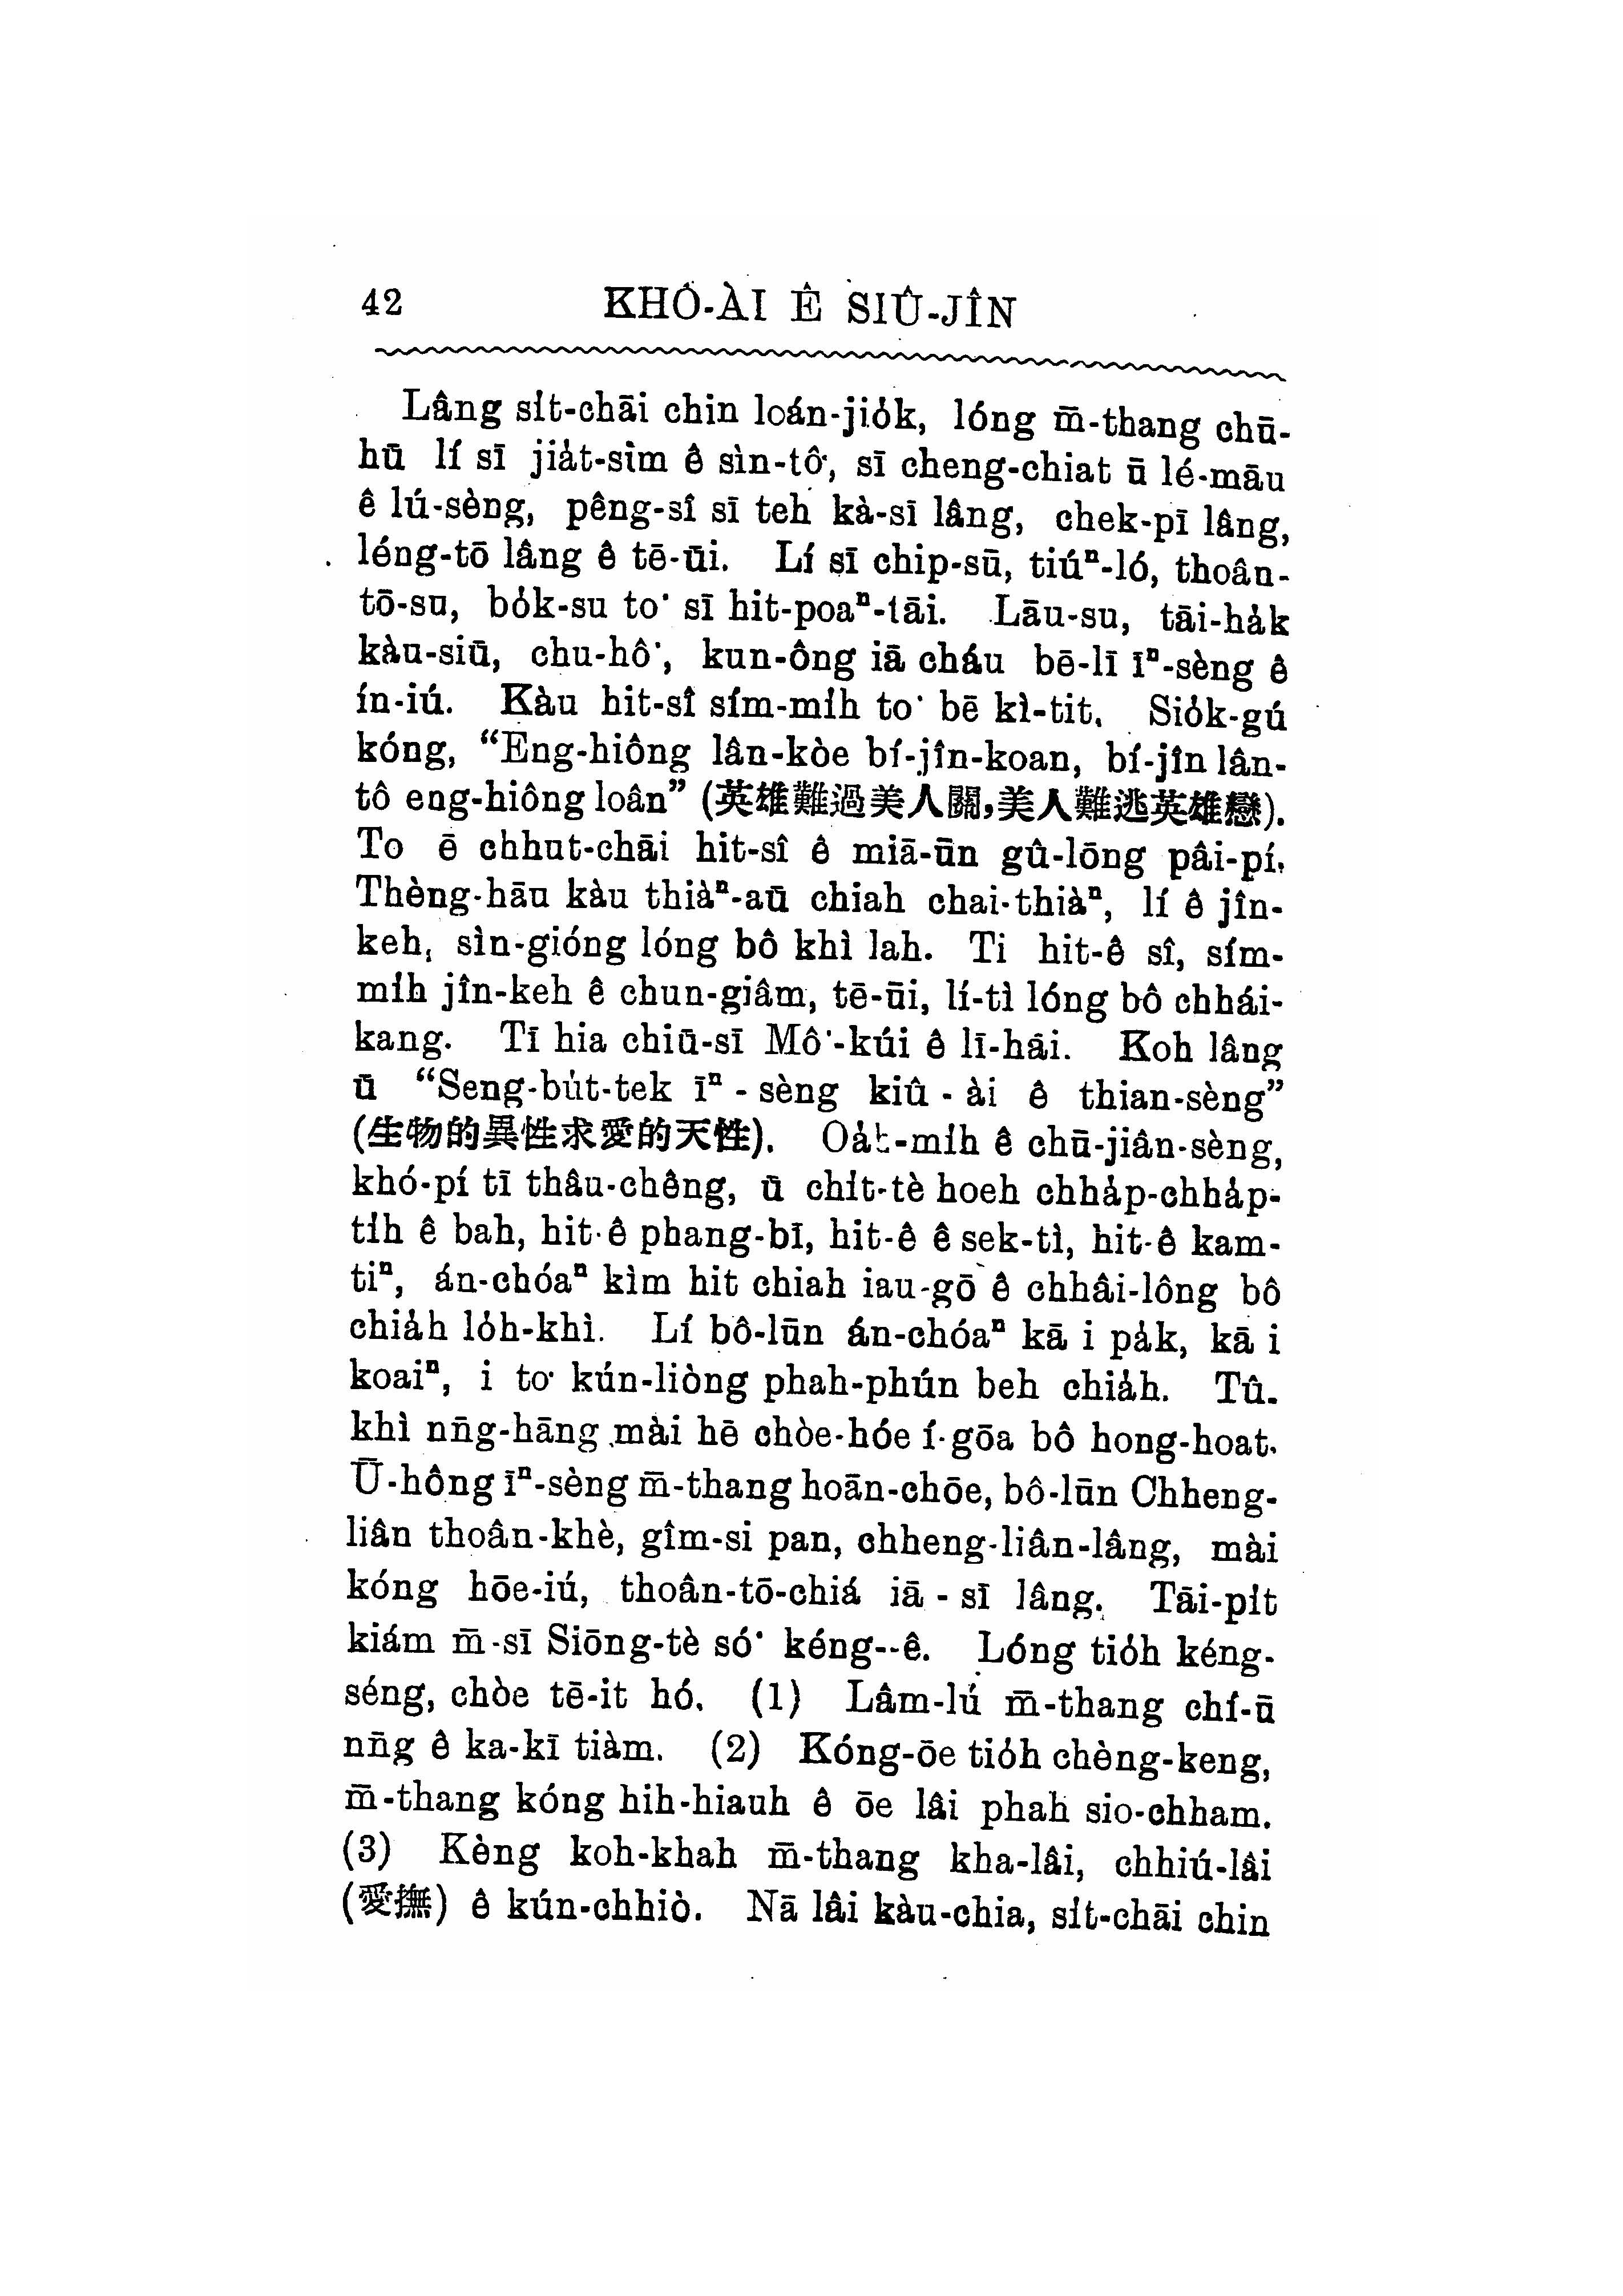 42 KHÓ-ÀI Ê SIÛ-JÎN
Lâng si̍t-chāi chin loán-jio̍k, lóng m̄-thang chū-
hū lí sī jia̍t-sîm ê sìn-tô͘, sī cheng-chiat ū lé-māu
ê lú-sèng, pêng-sî sī teh kà-sī lâng, chek-pī lâng,
léng-tō lâng ê tē-ūi. Lí sī chip-sū, tiúⁿ-ló, thoân-
tō-su, bo̍k-su to͘ sī hit-poaⁿ-tāi. Lāu-su, tāi-ha̍k
kàu-siū, chu-hô͘, kun-ông iā cháu bē-lī īⁿ-sèng ê
ín-iú. Kàu hit-sî sím-mi̍h to͘ bē kì-tit. Sio̍k-gú
kóng, “Eng-hiông lân-kòe bí-jîn-koan, bí-jîn lân-
tô eng-hiông loân” (英雄難過美人關,美人難逃英雄戀).
To ē chhut-chāi hit-sî ê miā-ūn gû-lōng pâi-pí.
Thèng-hāu kàu thiàⁿ-aū chiah chai-thiàⁿ, lí ê jîn-
keh, sìn-gióng lóng bô khì lah. Ti hit-ê sî, sím-
mi̍h jîn-keh ê chun-giâm, tē-ūi, lí-tì lóng bô chhái-
kang. Tī hia chiū-sī Mô͘-kúi ê lī-hāi. Koh lâng
ū “Seng-bu̍t-tek īⁿ - sèng kiû - ài ê thian-sèng”
(生物的異性求愛的天性). Oa̍t-mi̍h ê chū-jiân-sèng,
khó-pí tī thâu-chêng, ū chi̍t-tè hoeh chha̍p-chha̍p-
ti̍h ê bah, hit-ê phang-bī, hit-ê ê sek-tì, hit-ê kam-
tiⁿ, án-chóaⁿ kìm hit chiah iau-gō ê chhâi-lông bô
chia̍h lo̍h-khì. Lí bô-lūn án-chóaⁿ kā i pa̍k, kā i
koaiⁿ, i to͘ kún-liòng phah-phún beh chia̍h. Tû-
khì nn̄g-hāng mài hē chòe-hóe í-gōa bô hong-hoat.
Ū-hông īⁿ-sèng m̄-thang hoān-chōe, bô-lūn Chheng-
liân thoân-khè, gîm-si pan, chheng-liân-lâng, mài
kóng hōe-iú, thoân-tō-chiá iā - sī lâng. Tāi-pi̍t
kiám m̄-sī Siōng-tè só͘ kéng--ê. Lóng tio̍h kéng-
séng, chòe tē-it hó. (1) Lâm-lú m̄-thang chí-ū
nn̄g ê ka-kī tiàm. (2) Kóng-ōe tio̍h chèng-keng,
m̄-thang kóng hih-hiauh ê ōe lâi phah sio-chham.
(3) Kèng koh-khah m̄-thang kha-lâi, chhiú-lâi
(愛撫) ê kún-chhiò. Nā lâi kàu-chia, si̍t-chāi chin